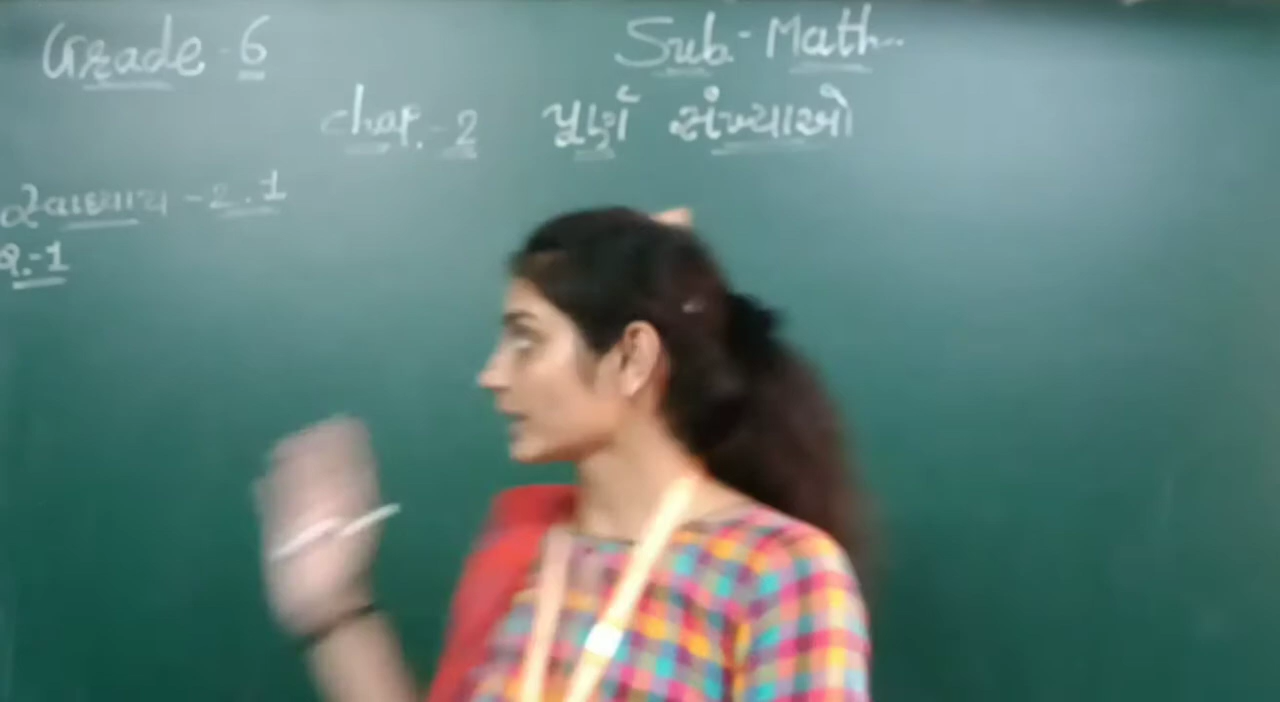 Grade - 6 Sub - Math
chap. - 2 પૂર્ણ સંખ્યાઓ
સ્વાધ્યાય - 2.1
પ્ર. - 1